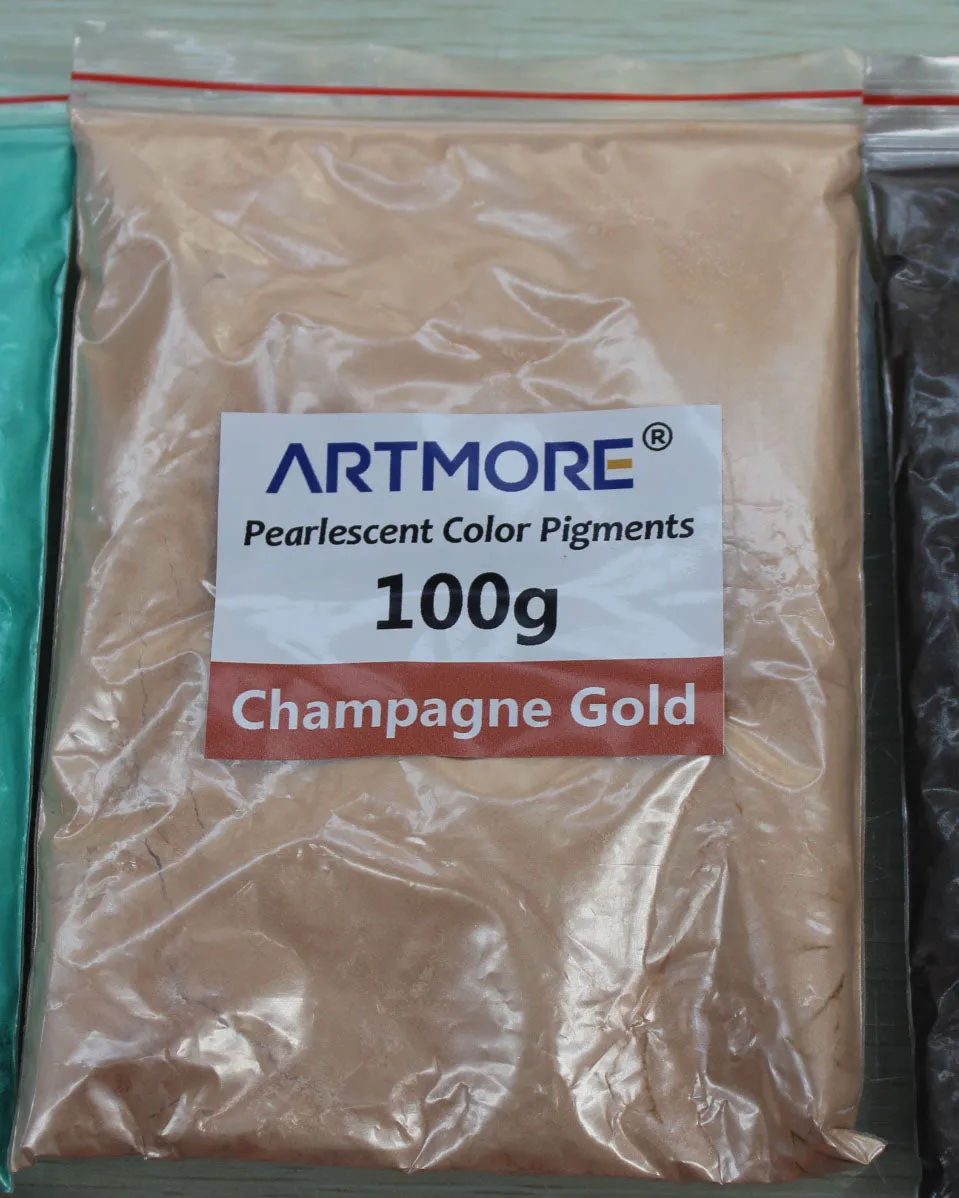 ARTMORE®
Pearlescent Color Pigments
100g
Champagne Gold